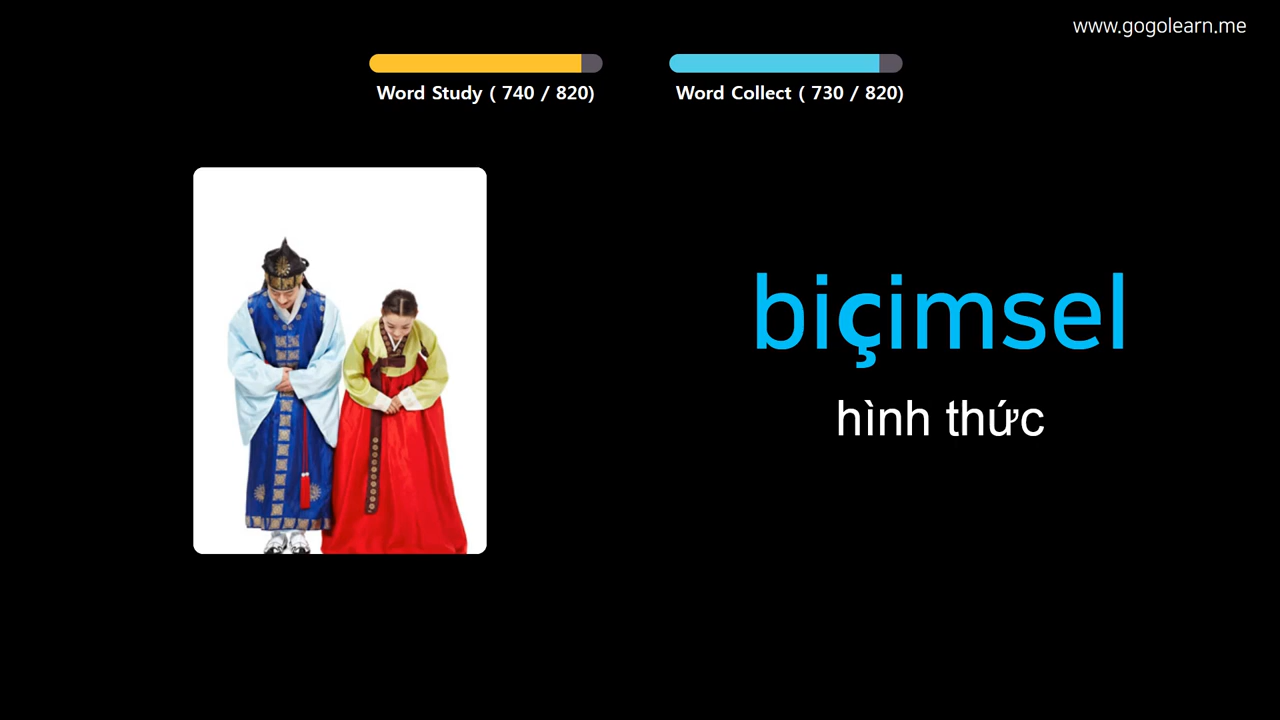 www.gogolearn.me
Word Study ( 740 / 820)
Word Collect ( 730 / 820)
biçimsel
hình thức